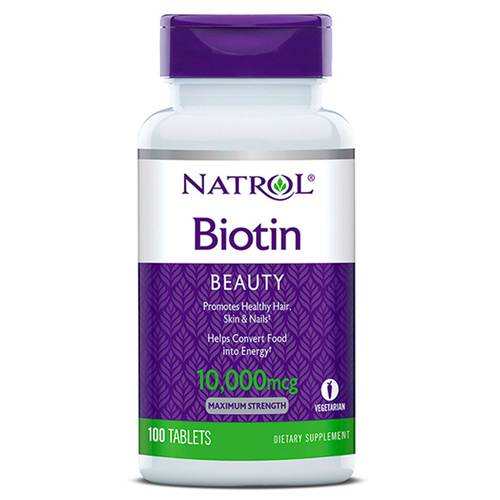 NATROL®
Biotin
BEAUTY
Promotes Healthy Hair,
Skin & Nails†
Helps Convert Food
into Energy†
10,000mcg
MAXIMUM STRENGTH
VEGETARIAN
100 TABLETS
DIETARY SUPPLEMENT